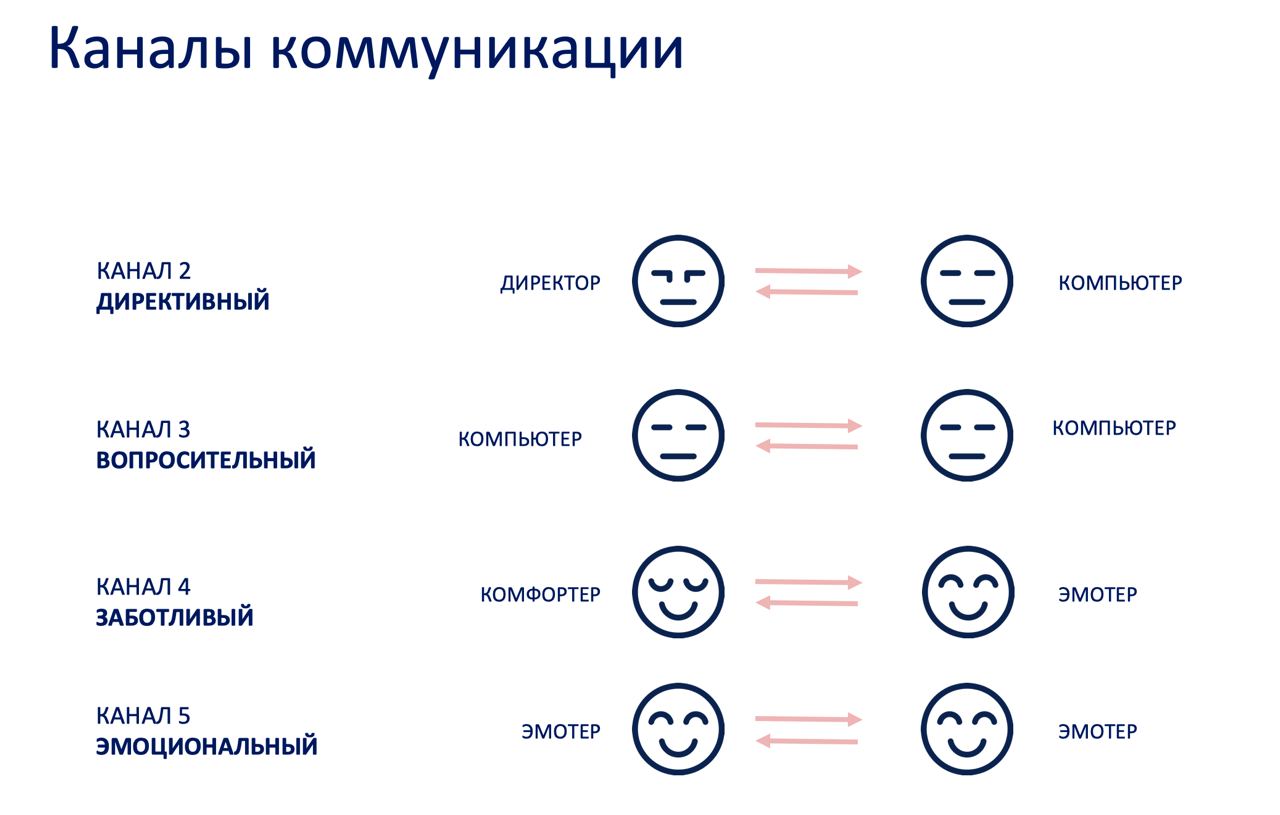 Каналы коммуникации
КАНАЛ 2
ДИРЕКТИВНЫЙ
ДИРЕКТОР
КОМПЬЮТЕР
КАНАЛ 3
ВОПРОСИТЕЛЬНЫЙ
КОМПЬЮТЕР
КОМПЬЮТЕР
КАНАЛ 4
ЗАБОТЛИВЫЙ
КОМФОРТЕР
ЭМОТЕР
КАНАЛ 5
ЭМОЦИОНАЛЬНЫЙ
ЭМОТЕР
ЭМОТЕР